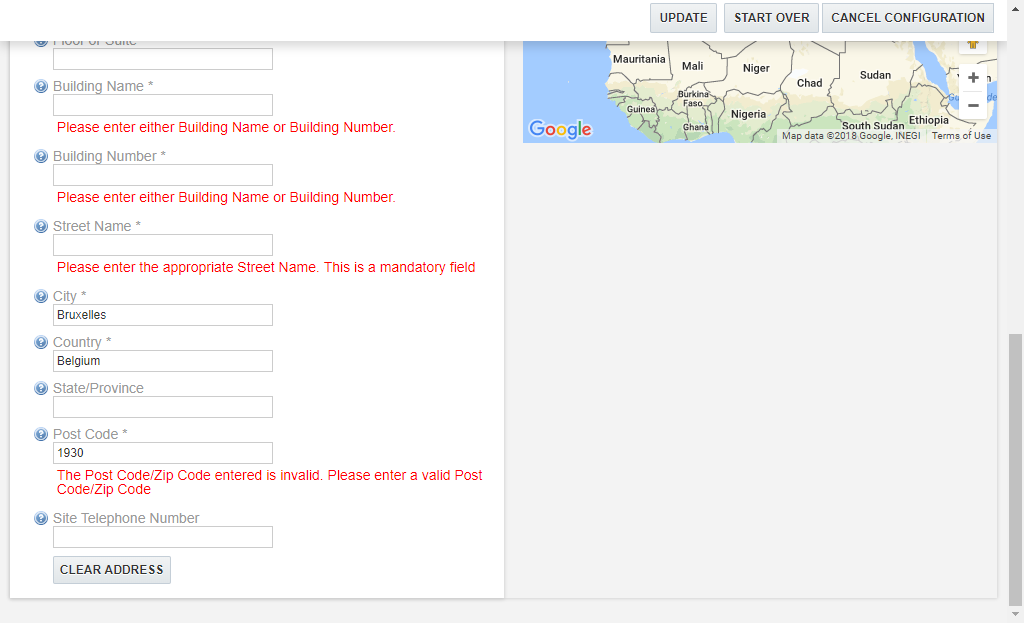 UPDATE
START OVER
CANCEL CONFIGURATION
Floor or Suite
Building Name *
Please enter either Building Name or Building Number.
Building Number *
Please enter either Building Name or Building Number.
Street Name *
Please enter the appropriate Street Name. This is a mandatory field
City *
Bruxelles
Country *
Belgium
State/Province
Post Code *
1930
The Post Code/Zip Code entered is invalid. Please enter a valid Post
Code/Zip Code
Site Telephone Number
CLEAR ADDRESS
Mauritania
Mali
Niger
Chad
Sudan
Burkina
Faso
Guinea
Ghana
Nigeria
South Sudan
Ethiopia
Google
Map data ©2018 Google, INEGI
Terms of Use